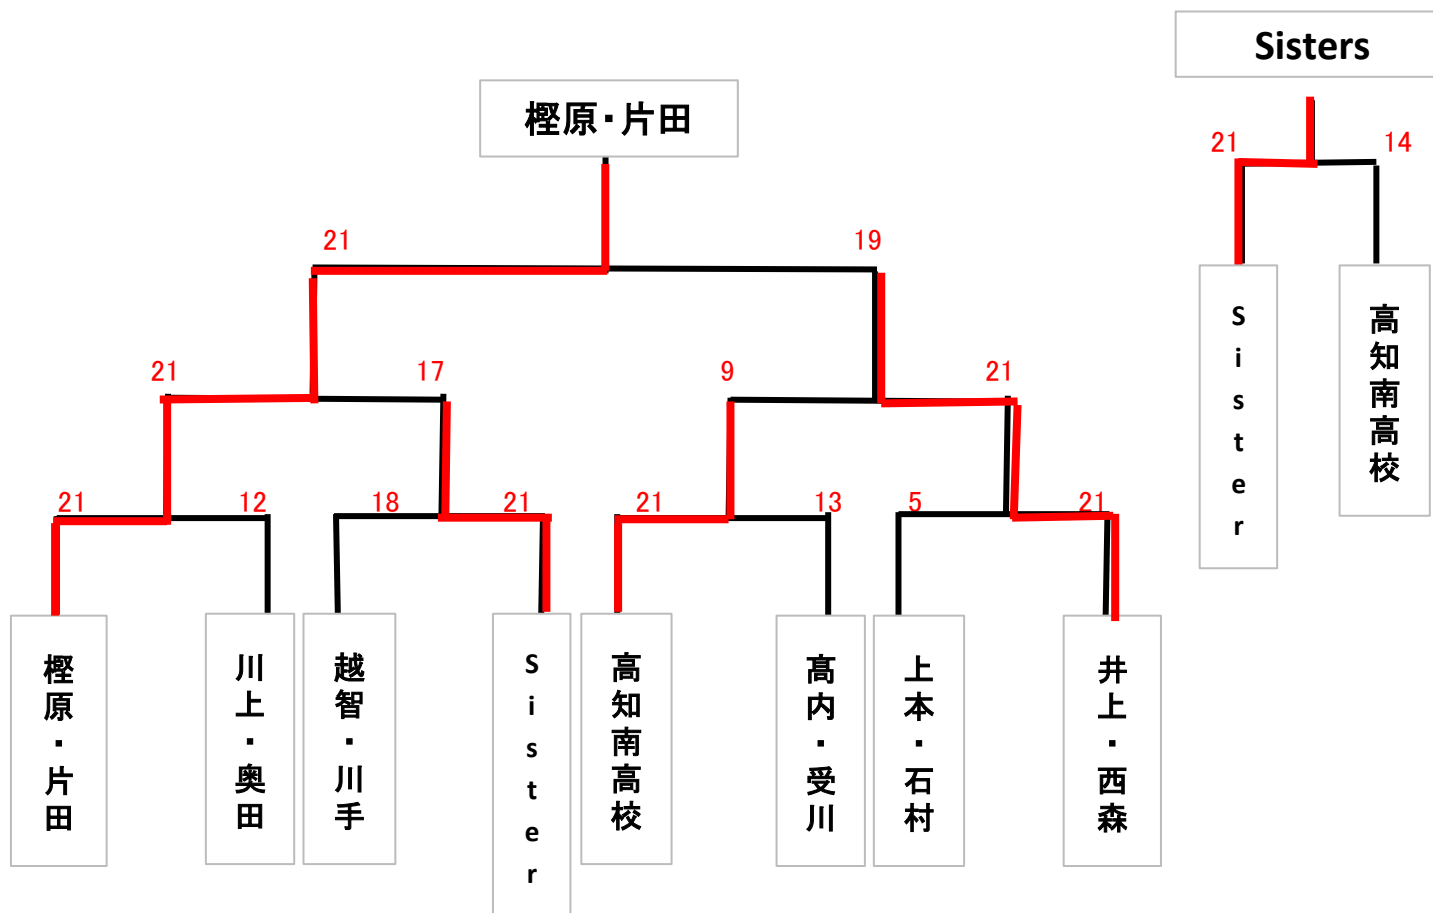 Sisters
樫原・片田
21
14
21
19
21
17
9
21
21
12
18
21
21
13
5
21
Sister
高知南高校
樫原・片田
川上・奥田
越智・川手
Sister
高知南高校
髙内・受川
上本・石村
井上・西森